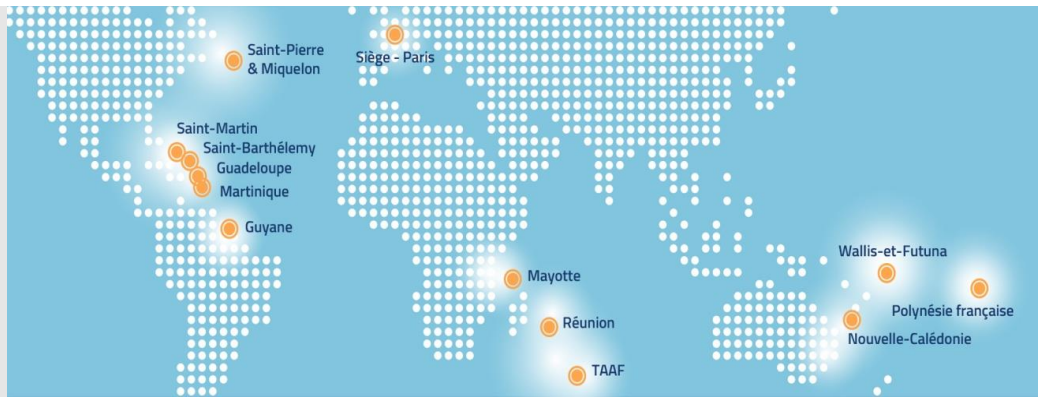 Saint-Pierre
& Miquelon
Siège - Paris
Saint-Martin
Saint-Barthélemy
Guadeloupe
Martinique
Guyane
Mayotte
Réunion
TAAF
Wallis-et-Futuna
Polynésie française
Nouvelle-Calédonie